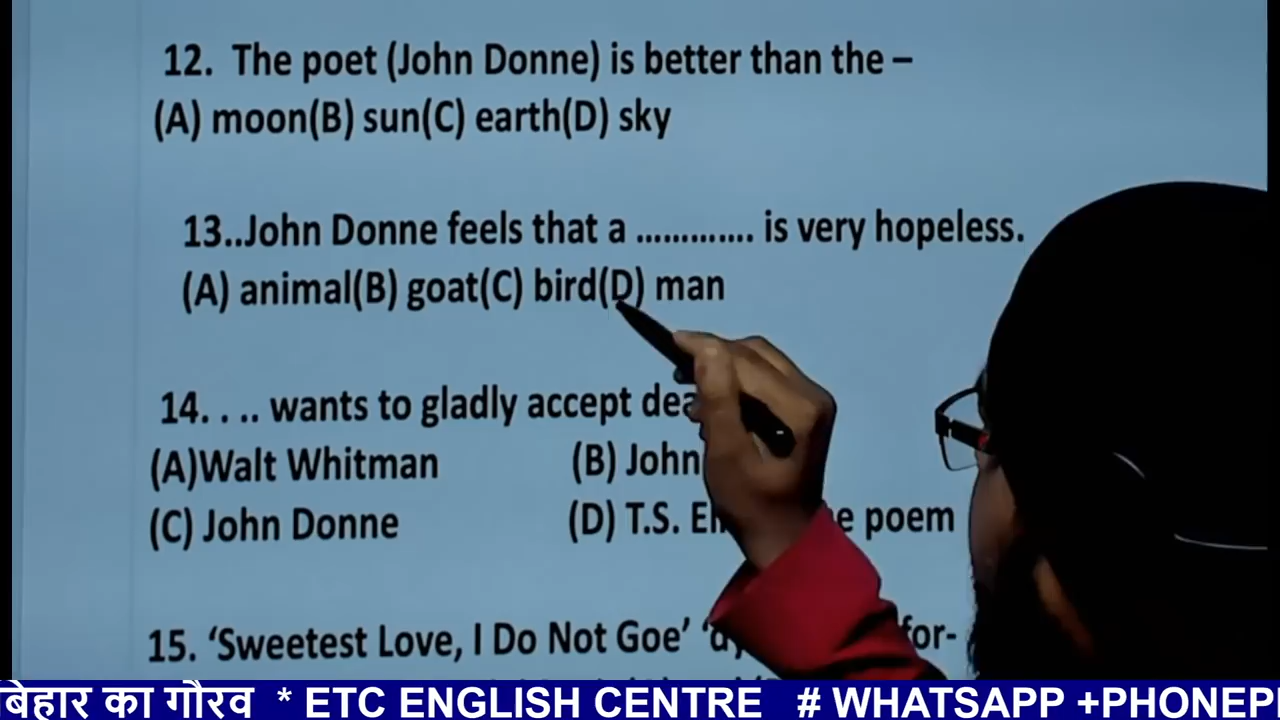 12. The poet (John Donne) is better than the –
(A) moon(B) sun(C) earth(D) sky
13..John Donne feels that a ............. is very hopeless.
(A) animal(B) goat(C) bird(D) man
14. . .. wants to gladly accept
(A)Walt Whitman (B) John
(C) John Donne (D) T.S. poem
15. ‘Sweetest Love, I Do Not Goe’ for-
बिहार का गौरव * ETC ENGLISH CENTRE # WHATSAPP +PHONEP